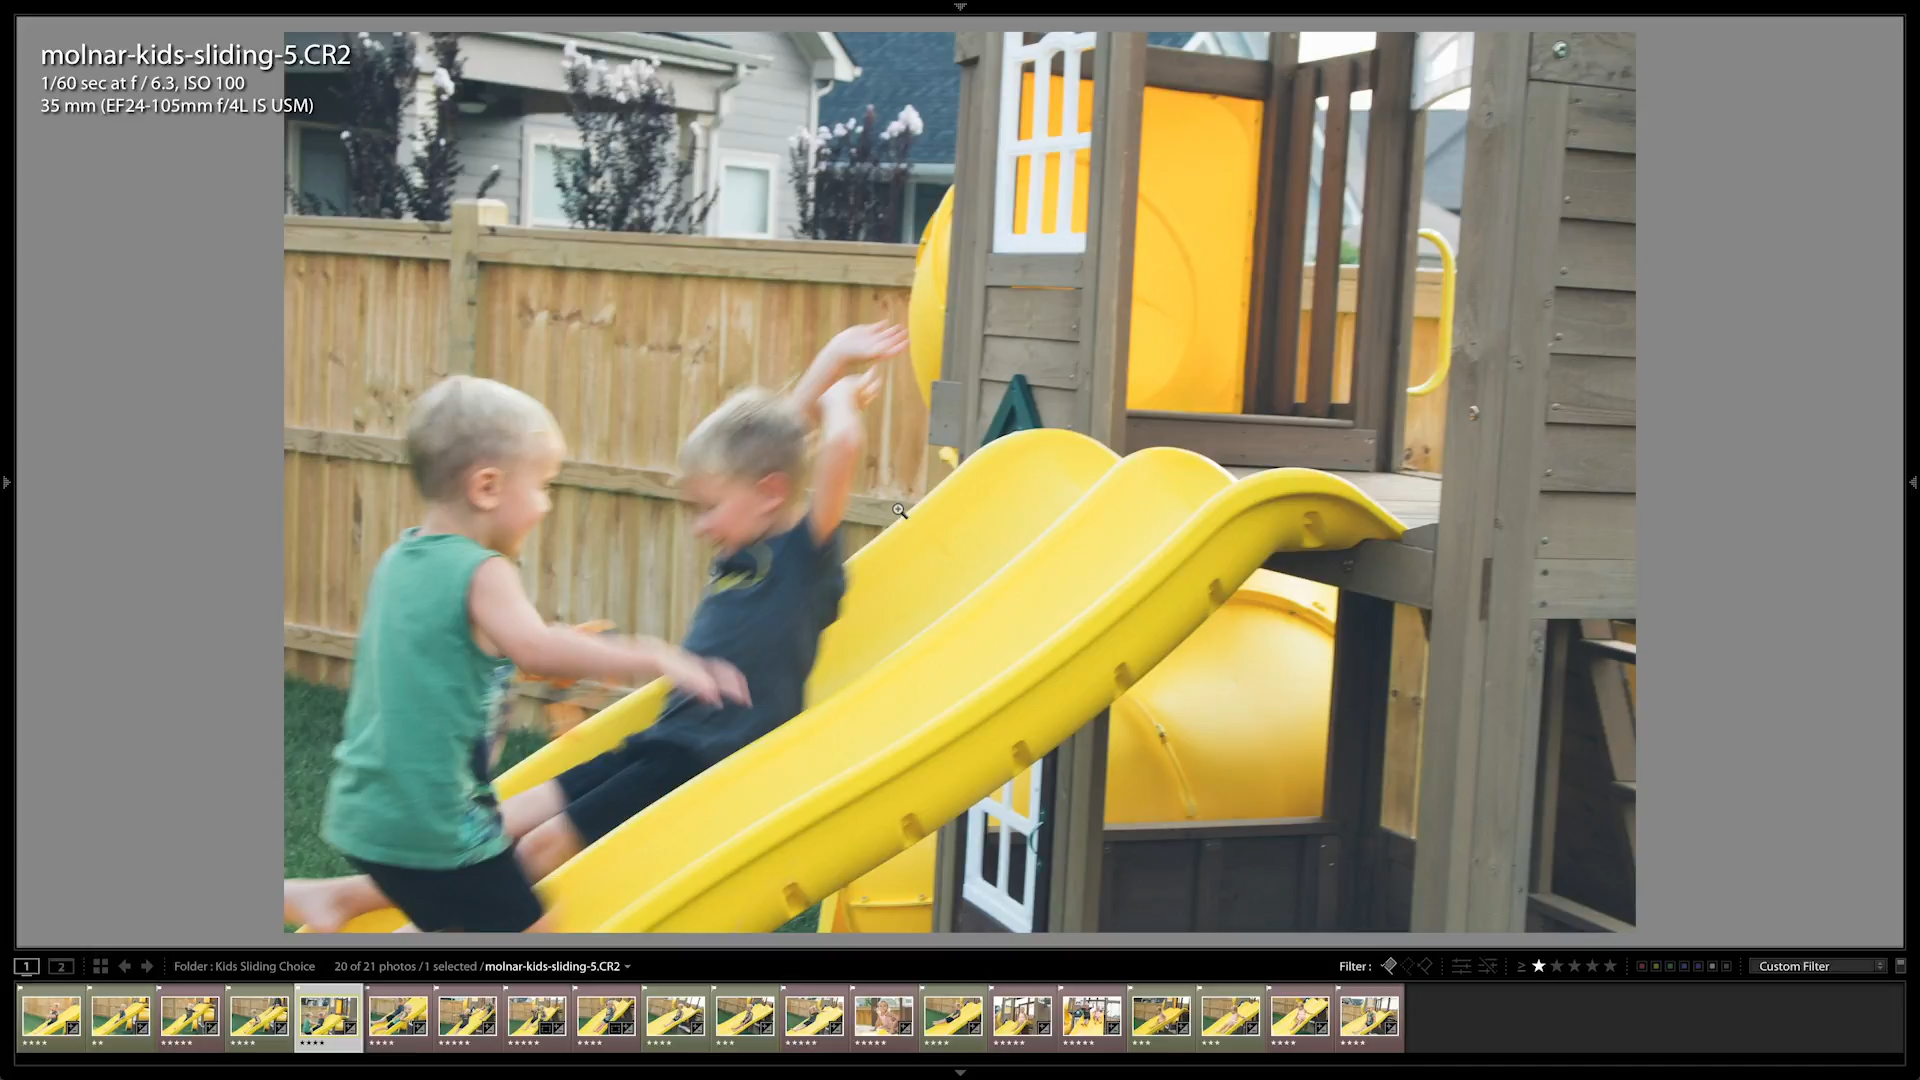 molnar-kids-sliding-5.CR2
1/60 sec at f / 6.3, ISO 100
35 mm (EF24-105mm f/4L IS USM)
1 2 Folder : Kids Sliding Choice 20 of 21 photos /1 selected /molnar-kids-sliding-5.CR2 Filter : ≥ Custom Filter